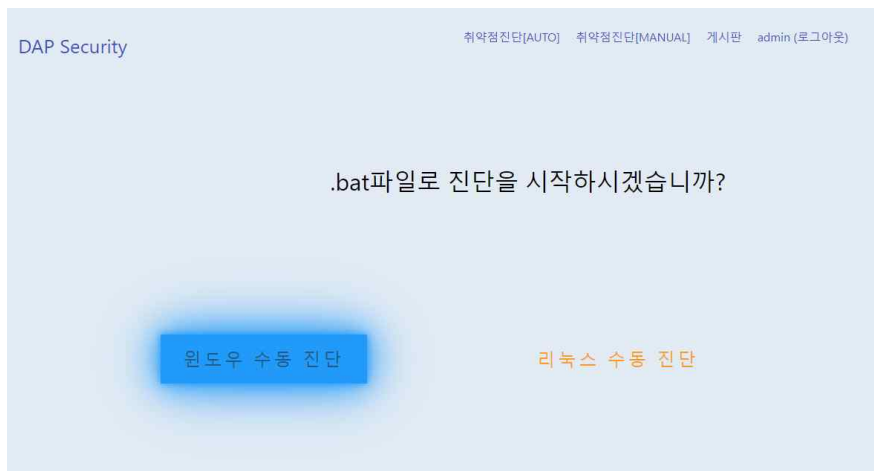 DAP Security
취약점진단[AUTO] 취약점진단[MANUAL] 게시판 admin (로그아웃)
.bat파일로 진단을 시작하시겠습니까?
윈도우 수동 진단
리눅스 수동 진단